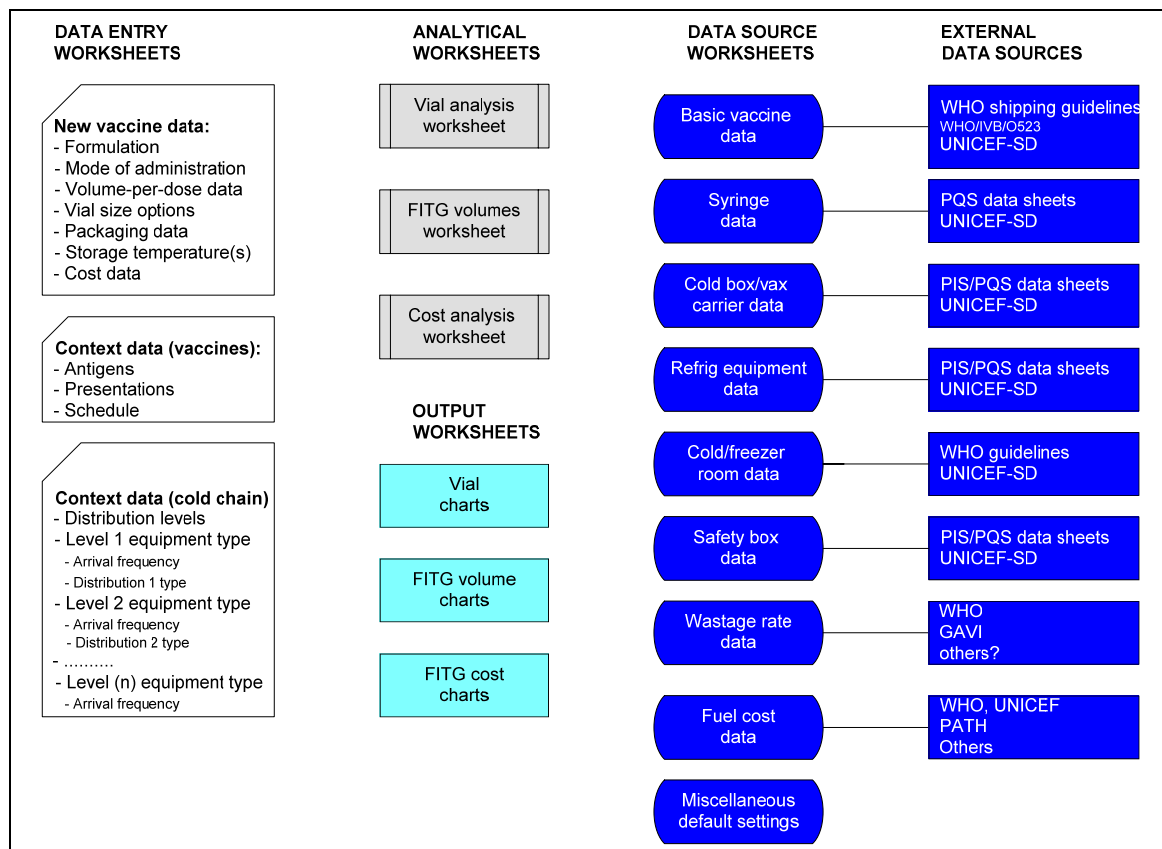 DATA ENTRY
WORKSHEETS
New vaccine data:
- Formulation
- Mode of administration
- Volume-per-dose data
- Vial size options
- Packaging data
- Storage temperature(s)
- Cost data
Context data (vaccines):
- Antigens
- Presentations
- Schedule
Context data (cold chain)
- Distribution levels
- Level 1 equipment type
- Arrival frequency
- Distribution 1 type
- Level 2 equipment type
- Arrival frequency
- Distribution 2 type
- ..........
- Level (n) equipment type
- Arrival frequency
ANALYTICAL
WORKSHEETS
Vial analysis
worksheet
FITG volumes
worksheet
Cost analysis
worksheet
OUTPUT
WORKSHEETS
Vial
charts
FITG volume
charts
FITG cost
charts
DATA SOURCE
WORKSHEETS
Basic vaccine
data
Syringe
data
Cold box/vax
carrier data
Refrig equipment
data
Cold/freezer
room data
Safety box
data
Wastage rate
data
Fuel cost
data
Miscellaneous
default settings
EXTERNAL
DATA SOURCES
WHO shipping guidelines
WHO/IVB/O523
UNICEF-SD
PQS data sheets
UNICEF-SD
PIS/PQS data sheets
UNICEF-SD
PIS/PQS data sheets
UNICEF-SD
WHO guidelines
UNICEF-SD
PIS/PQS data sheets
UNICEF-SD
WHO
GAVI
others?
WHO, UNICEF
PATH
Others